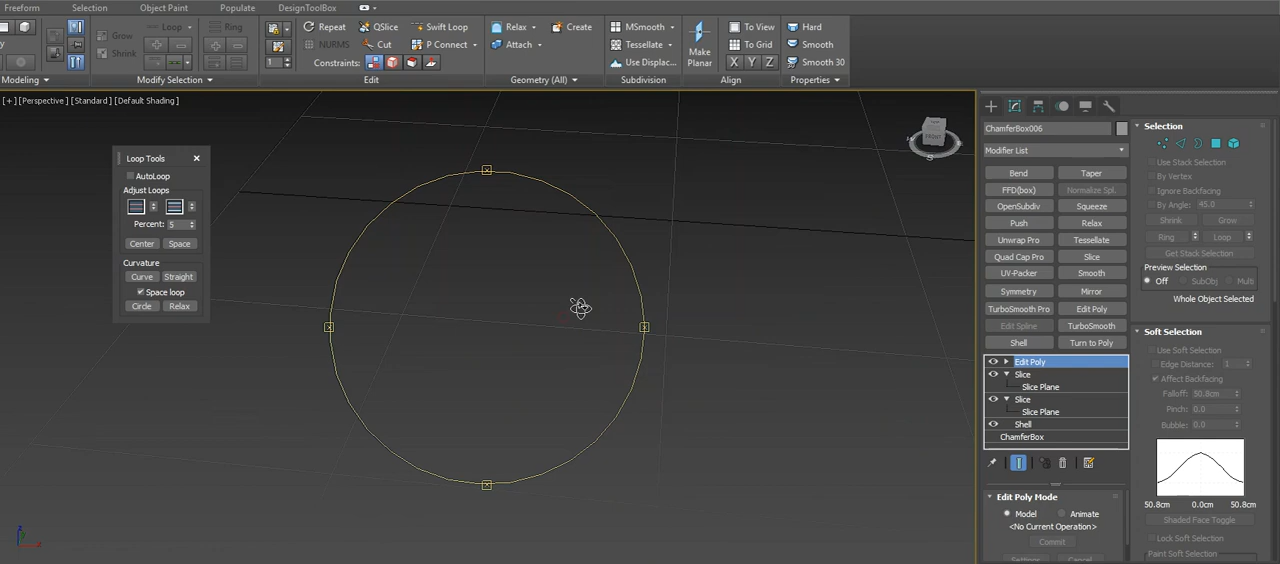 Freeform Selection Object Paint Populate DesignToolBox
Grow Loop Ring
Shrink
Modeling Modify Selection
Repeat QSlice Swift Loop
NURMS Cut P Connect
1 Constraints:
Edit
Relax Create
Attach
Geometry (All)
MSmooth
Tessellate
Use Displac...
Subdivision
Make
Planar
To View
To Grid
X Y Z
Align
Hard
Smooth
Smooth 30
Properties
[+] [Perspective] [Standard] [Default Shading]
FRONT
S
Loop Tools
AutoLoop
Adjust Loops
Percent: 5
Center Space
Curvature
Curve Straight
Space loop
Circle Relax
ChamferBox006
Modifier List
Bend Taper
FFD(box) Normalize Spl.
OpenSubdiv Squeeze
Push Relax
Unwrap Pro Tessellate
Quad Cap Pro Slice
UV-Packer Smooth
Symmetry Mirror
TurboSmooth Pro Edit Poly
Edit Spline TurboSmooth
Shell Turn to Poly
Edit Poly
Slice
Slice Plane
Slice
Slice Plane
Shell
ChamferBox
Edit Poly Mode
Model Animate
<No Current Operation>
Commit
Settings Cancel
Selection
Use Stack Selection
By Vertex
Ignore Backfacing
By Angle: 45.0
Shrink Grow
Ring Loop
Get Stack Selection
Preview Selection
Off SubObj Multi
Whole Object Selected
Soft Selection
Use Soft Selection
Edge Distance: 1
Affect Backfacing
Falloff: 50.8cm
Pinch: 0.0
Bubble: 0.0
50.8cm 0.0cm 50.8cm
Shaded Face Toggle
Lock Soft Selection
Paint Soft Selection